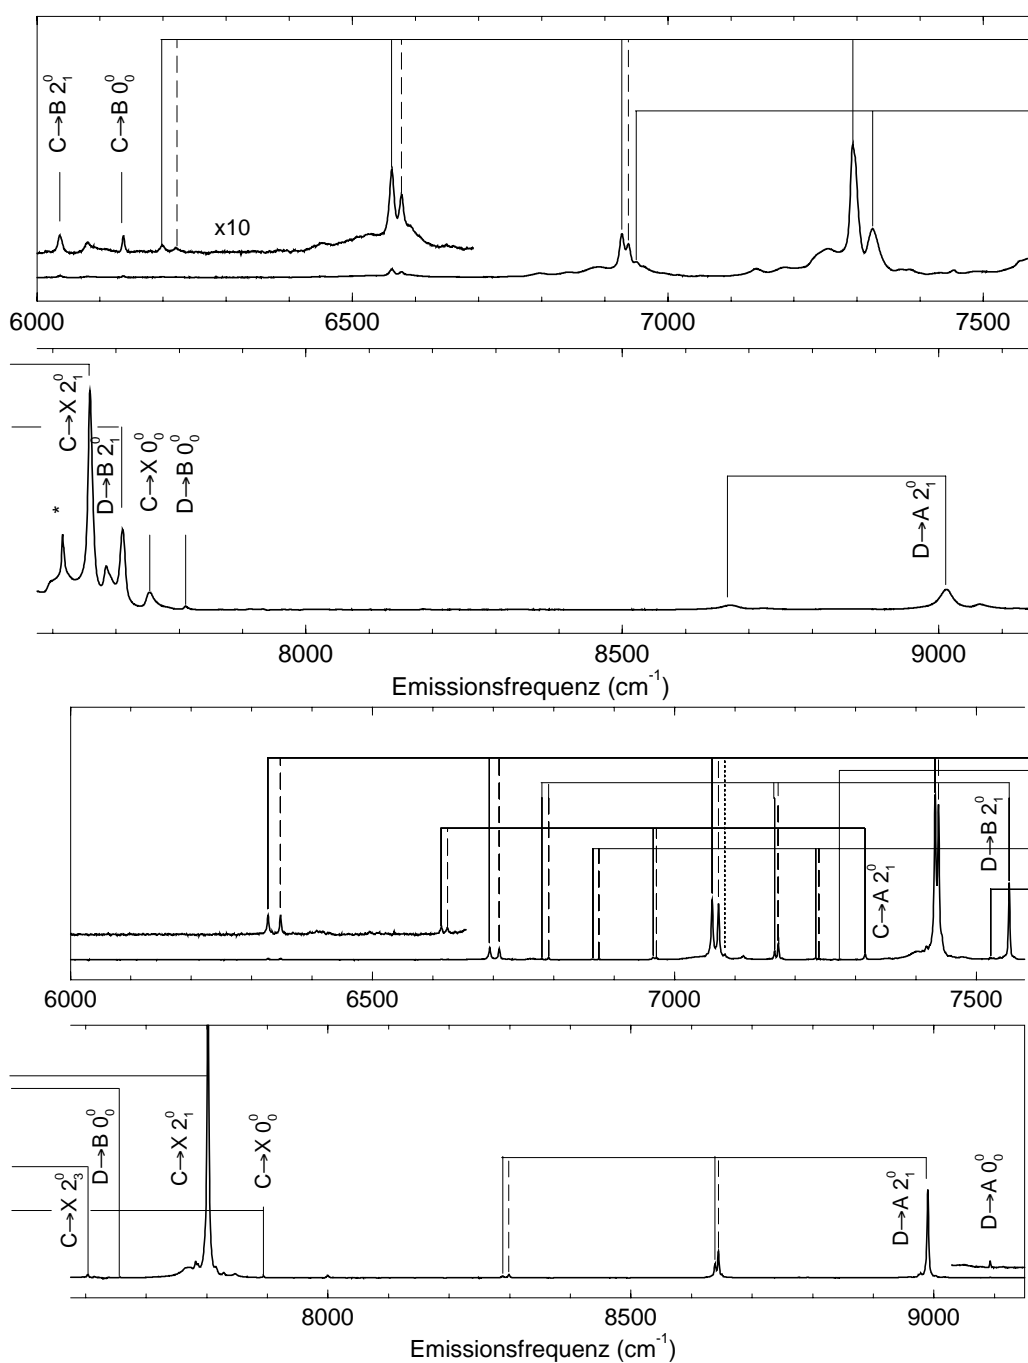 C→B 2⁰₁
C→B 0⁰₀
x10
6000 6500 7000 7500
C→X 2⁰₁
*
D→B 2⁰₁
C→X 0⁰₀
D→B 0⁰₀
D→A 2⁰₁
8000 8500 9000
Emissionsfrequenz (cm⁻¹)
C→A 2⁰₁
D→B 2⁰₁
6000 6500 7000 7500
C→X 2⁰₃
D→B 0⁰₀
C→X 2⁰₁
C→X 0⁰₀
D→A 2⁰₁
D→A 0⁰₀
8000 8500 9000
Emissionsfrequenz (cm⁻¹)